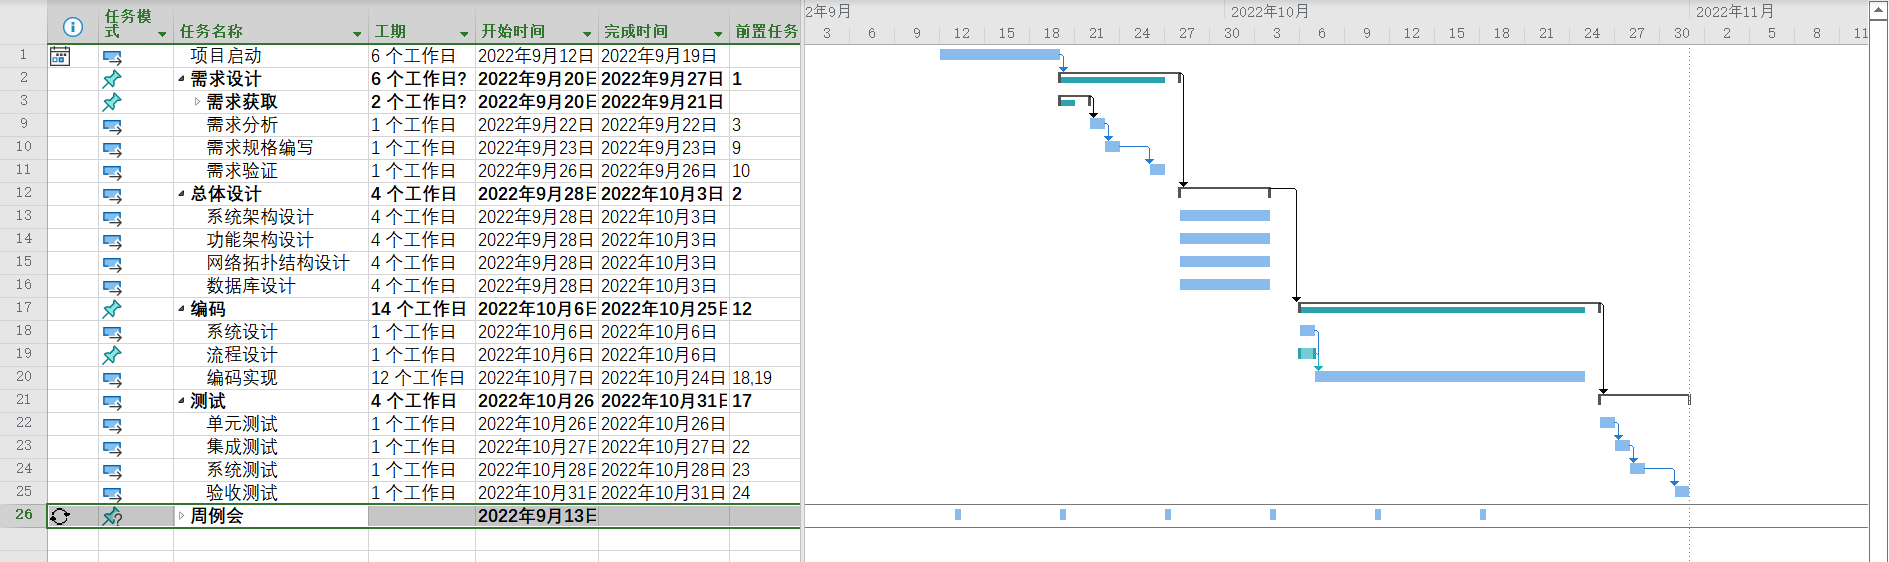 任务模式 任务名称 工期 开始时间 完成时间 前置任务
2年9月 2022年10月 2022年11月
3 6 9 12 15 18 21 24 27 30 3 6 9 12 15 18 21 24 27 30 2 5 8 11
1 项目启动 6 个工作日 2022年9月12日 2022年9月19日
2 需求设计 6 个工作日? 2022年9月20日 2022年9月27日 1
3 需求获取 2 个工作日? 2022年9月20日 2022年9月21日
9 需求分析 1 个工作日 2022年9月22日 2022年9月22日 3
10 需求规格编写 1 个工作日 2022年9月23日 2022年9月23日 9
11 需求验证 1 个工作日 2022年9月26日 2022年9月26日 10
12 总体设计 4 个工作日 2022年9月28日 2022年10月3日 2
13 系统架构设计 4 个工作日 2022年9月28日 2022年10月3日
14 功能架构设计 4 个工作日 2022年9月28日 2022年10月3日
15 网络拓扑结构设计 4 个工作日 2022年9月28日 2022年10月3日
16 数据库设计 4 个工作日 2022年9月28日 2022年10月3日
17 编码 14 个工作日 2022年10月6日 2022年10月25日 12
18 系统设计 1 个工作日 2022年10月6日 2022年10月6日
19 流程设计 1 个工作日 2022年10月6日 2022年10月6日
20 编码实现 12 个工作日 2022年10月7日 2022年10月24日 18,19
21 测试 4 个工作日 2022年10月26 2022年10月31日 17
22 单元测试 1 个工作日 2022年10月26日 2022年10月26日
23 集成测试 1 个工作日 2022年10月27日 2022年10月27日 22
24 系统测试 1 个工作日 2022年10月28日 2022年10月28日 23
25 验收测试 1 个工作日 2022年10月31日 2022年10月31日 24
26 周例会 2022年9月13日